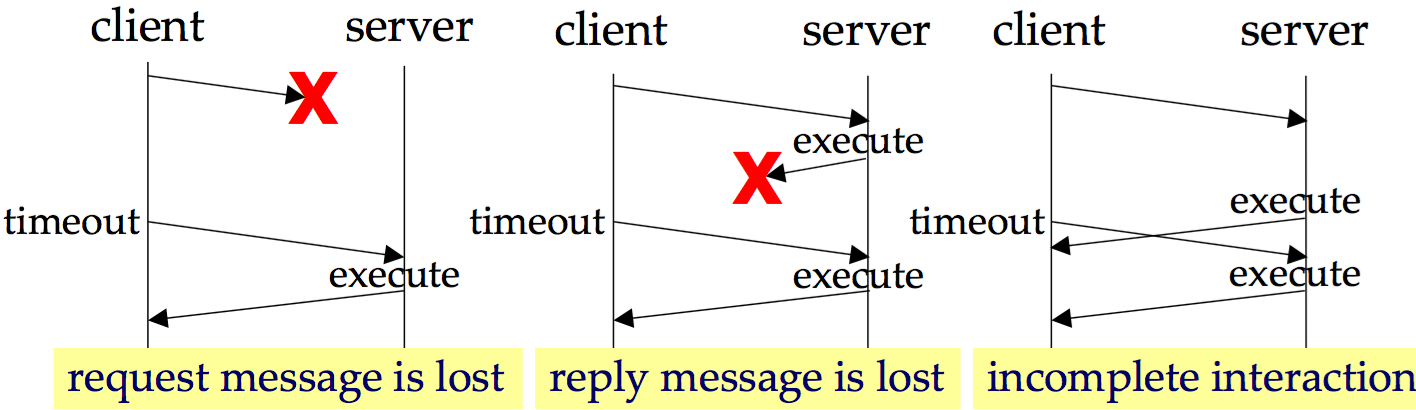 client server
X
timeout
execute
request message is lost
client server
execute
X
timeout
execute
reply message is lost
client server
execute
timeout
execute
incomplete interaction